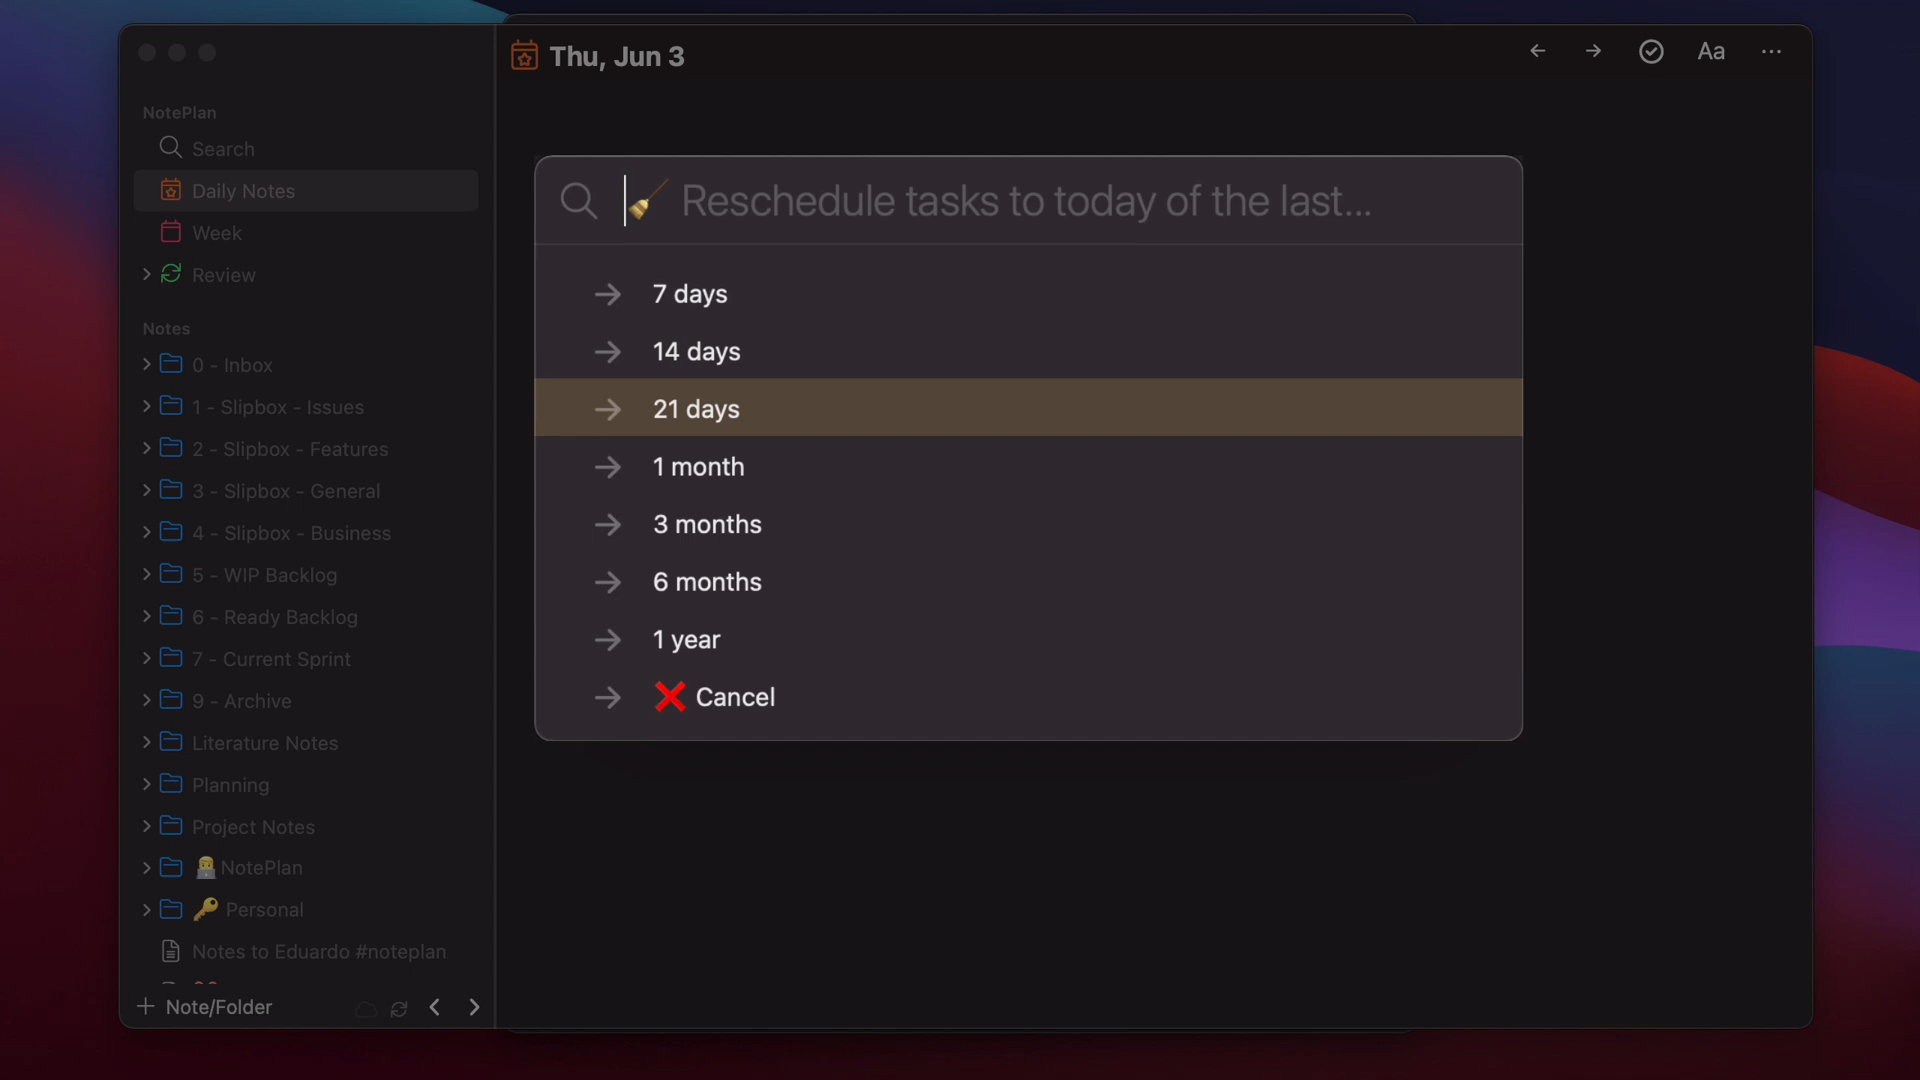 Thu, Jun 3
Aa
NotePlan
Search
Daily Notes
Week
Review
Notes
0 - Inbox
1 - Slipbox - Issues
2 - Slipbox - Features
3 - Slipbox - General
4 - Slipbox - Business
5 - WIP Backlog
6 - Ready Backlog
7 - Current Sprint
9 - Archive
Literature Notes
Planning
Project Notes
👨‍💻NotePlan
🔑 Personal
Notes to Eduardo #noteplan
+ Note/Folder
🧹 Reschedule tasks to today of the last...
→ 7 days
→ 14 days
→ 21 days
→ 1 month
→ 3 months
→ 6 months
→ 1 year
→ ❌ Cancel